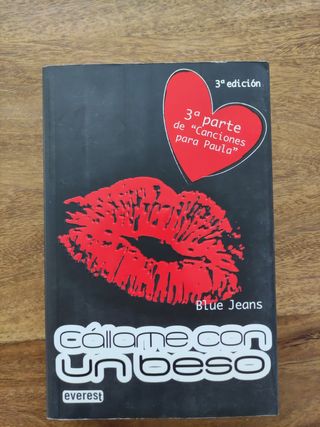 3ª edición
3ª parte
de "Canciones
para Paula"
Blue Jeans
Cállame con
un beso
everest